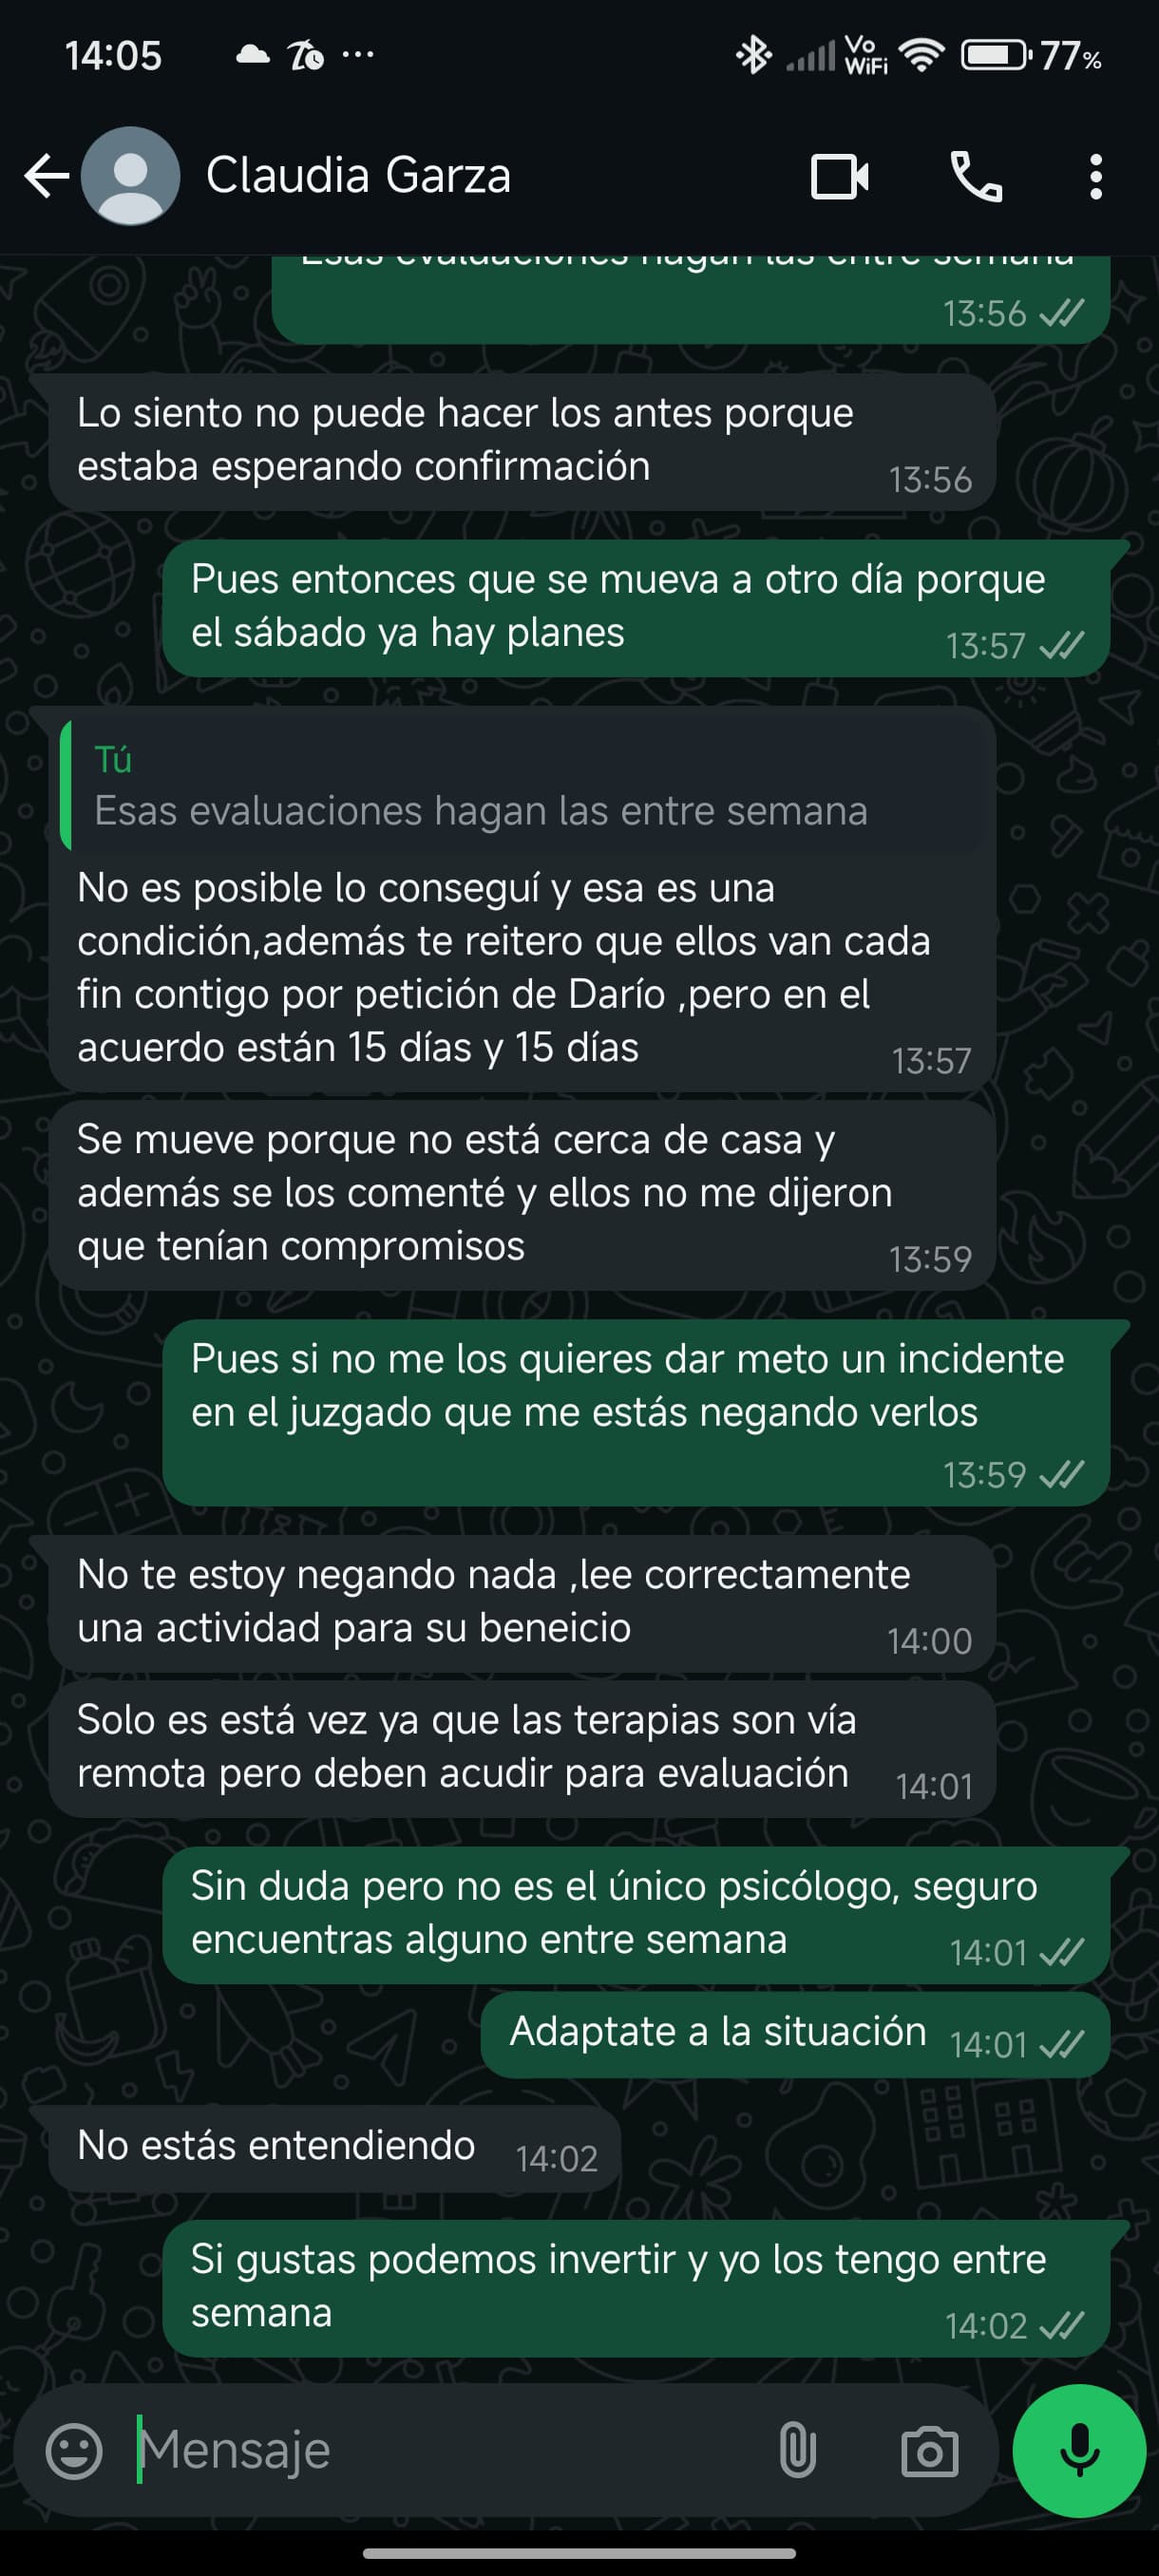 14:05
Vo
WiFi
77%
Claudia Garza
Esas evaluaciones hagan las entre semana
13:56
Lo siento no puede hacer los antes porque
estaba esperando confirmación
13:56
Pues entonces que se mueva a otro día porque
el sábado ya hay planes
13:57
Tú
Esas evaluaciones hagan las entre semana
No es posible lo conseguí y esa es una
condición,además te reitero que ellos van cada
fin contigo por petición de Darío ,pero en el
acuerdo están 15 días y 15 días
13:57
Se mueve porque no está cerca de casa y
además se los comenté y ellos no me dijeron
que tenían compromisos
13:59
Pues si no me los quieres dar meto un incidente
en el juzgado que me estás negando verlos
13:59
No te estoy negando nada ,lee correctamente
una actividad para su beneicio
14:00
Solo es está vez ya que las terapias son vía
remota pero deben acudir para evaluación
14:01
Sin duda pero no es el único psicólogo, seguro
encuentras alguno entre semana
14:01
Adaptate a la situación
14:01
No estás entendiendo
14:02
Si gustas podemos invertir y yo los tengo entre
semana
14:02
Mensaje